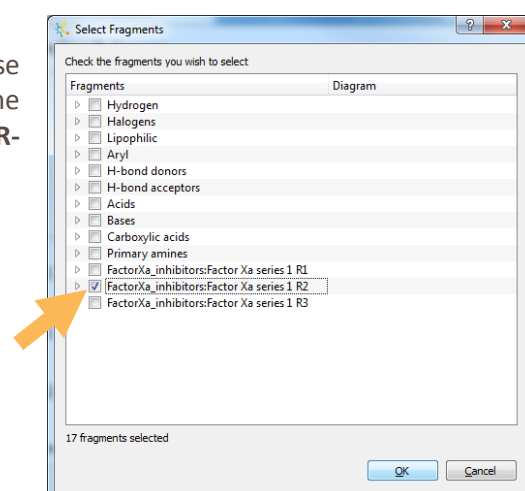 Select Fragments
se
ne
R-
Check the fragments you wish to select
Fragments Diagram
Hydrogen
Halogens
Lipophilic
Aryl
H-bond donors
H-bond acceptors
Acids
Bases
Carboxylic acids
Primary amines
FactorXa_inhibitors:Factor Xa series 1 R1
FactorXa_inhibitors:Factor Xa series 1 R2
FactorXa_inhibitors:Factor Xa series 1 R3
17 fragments selected
OK Cancel